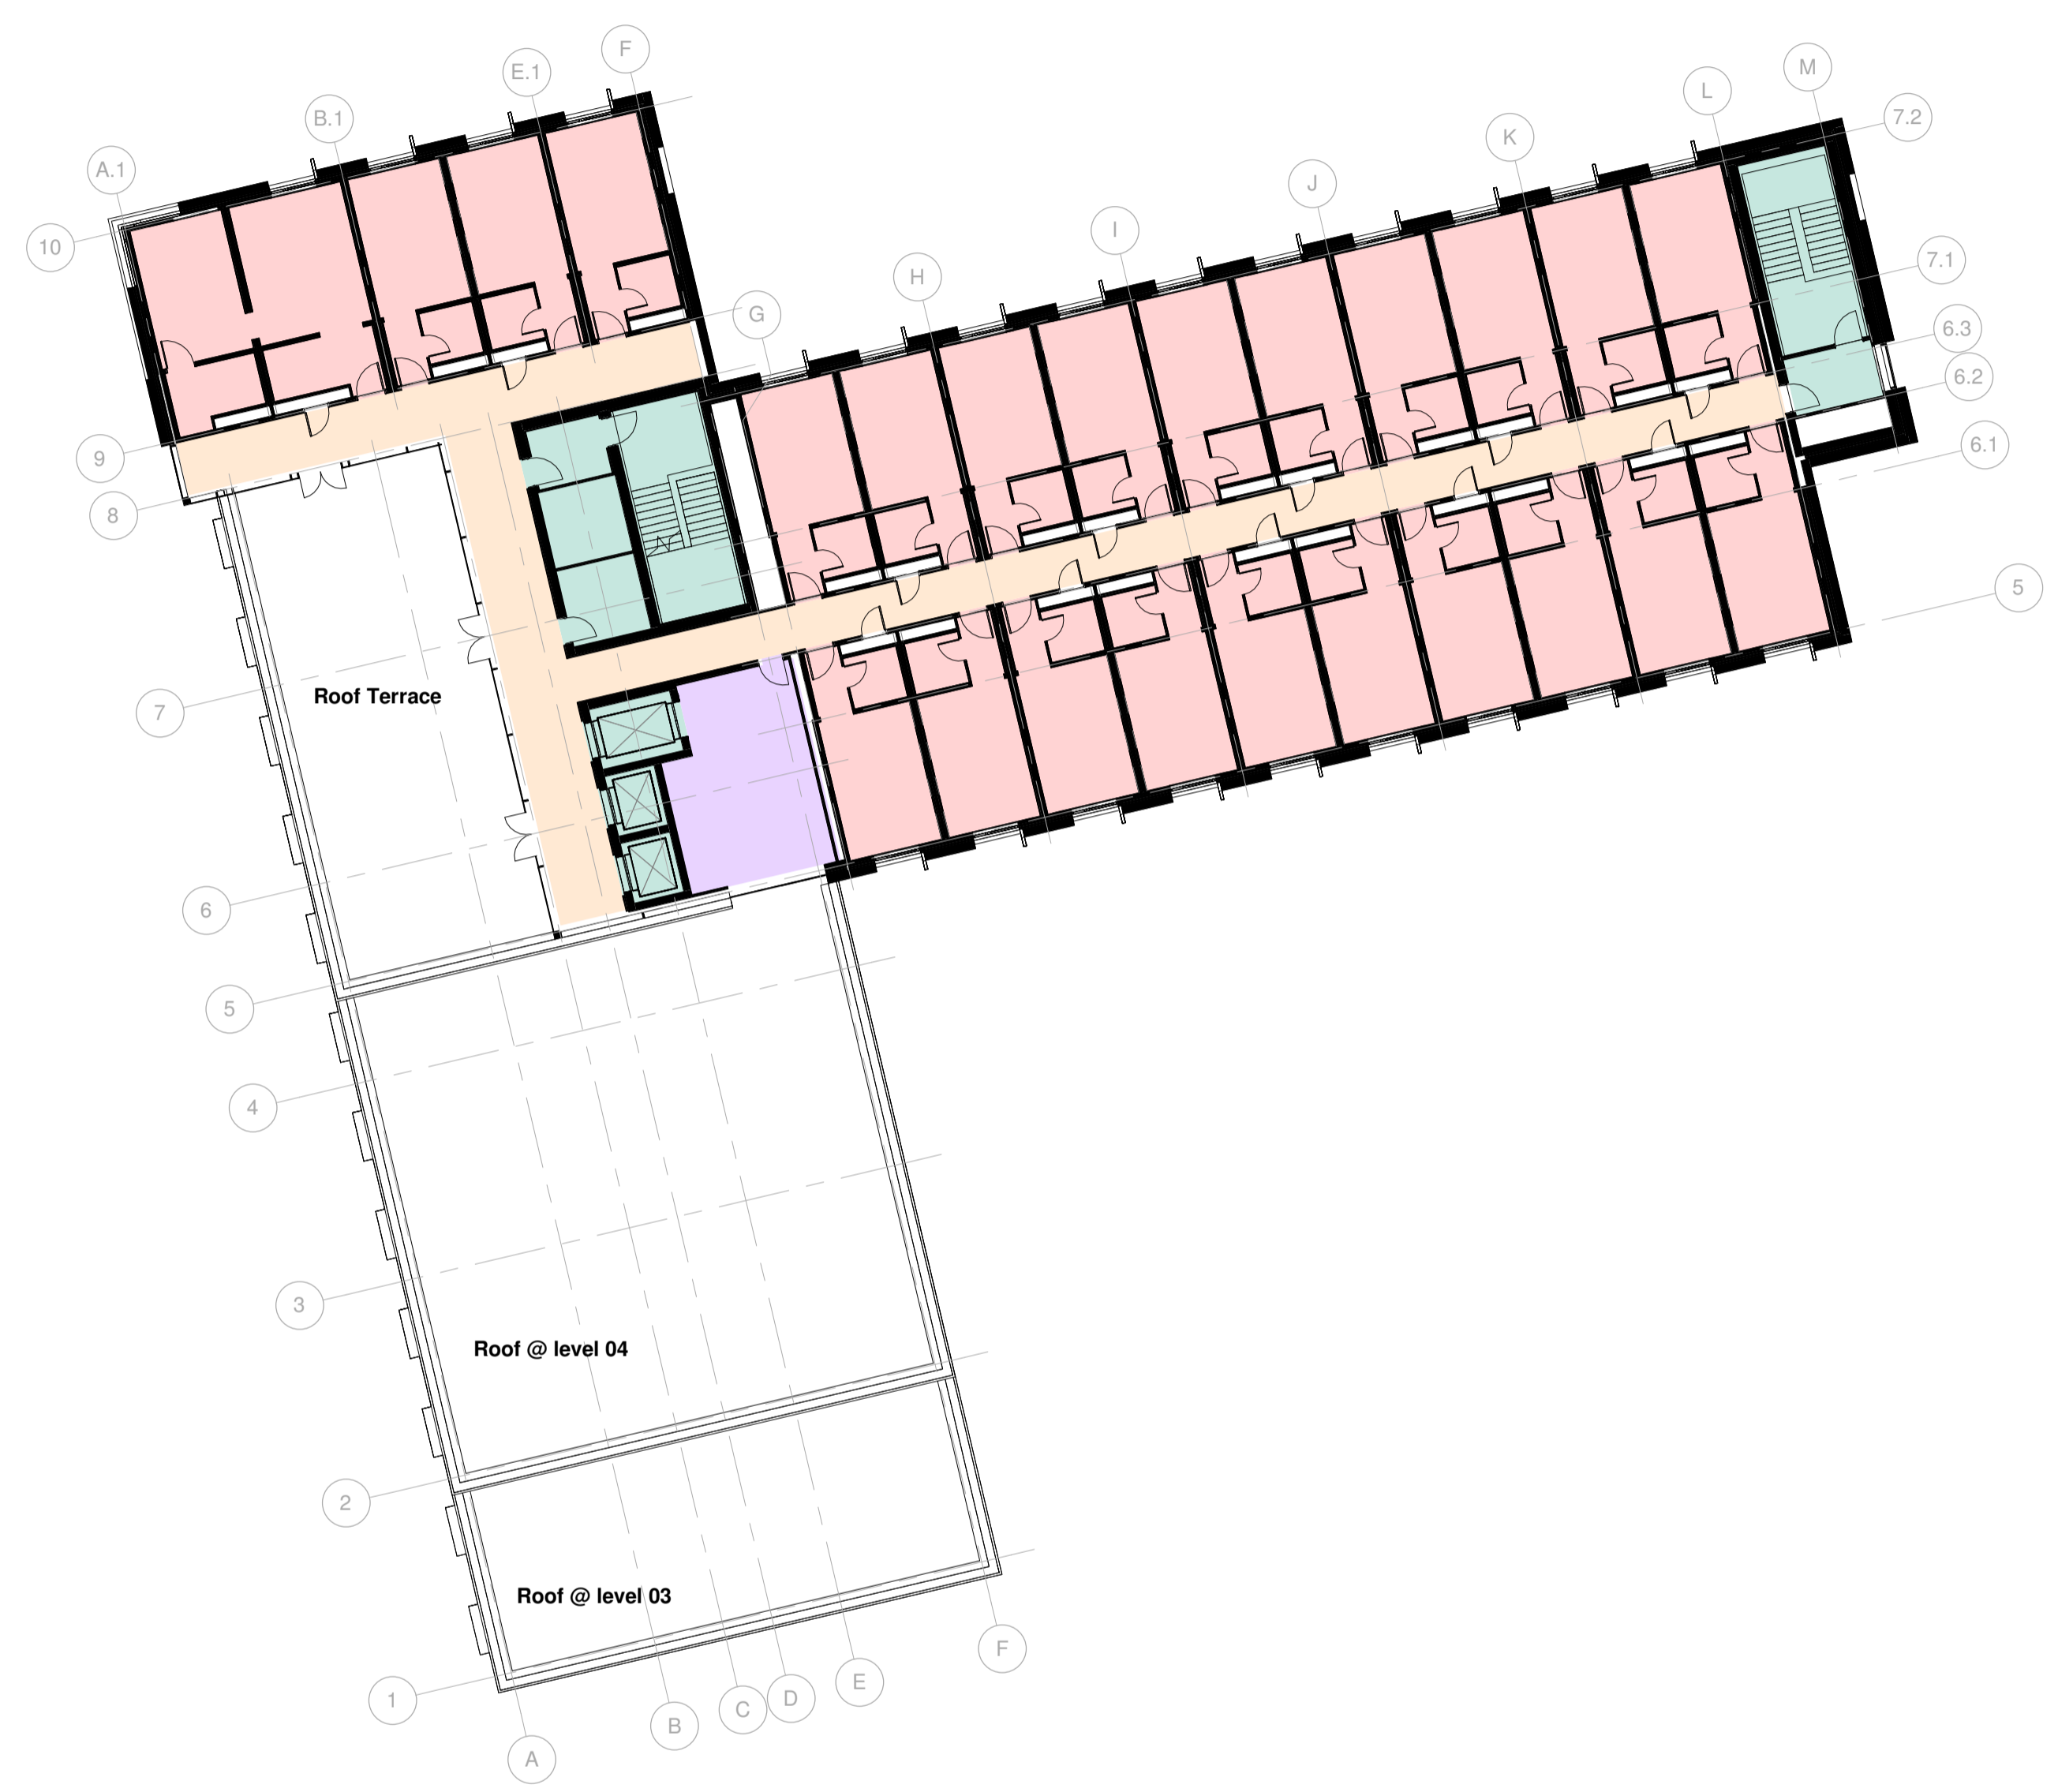 F
E.1
M
L
B.1
7.2
K
A.1
J
I
10
7.1
H
G
6.3
6.2
6.1
9
8
5
Roof Terrace
7
6
5
4
3
Roof @ level 04
2
Roof @ level 03
F
E
D
1
C
B
A